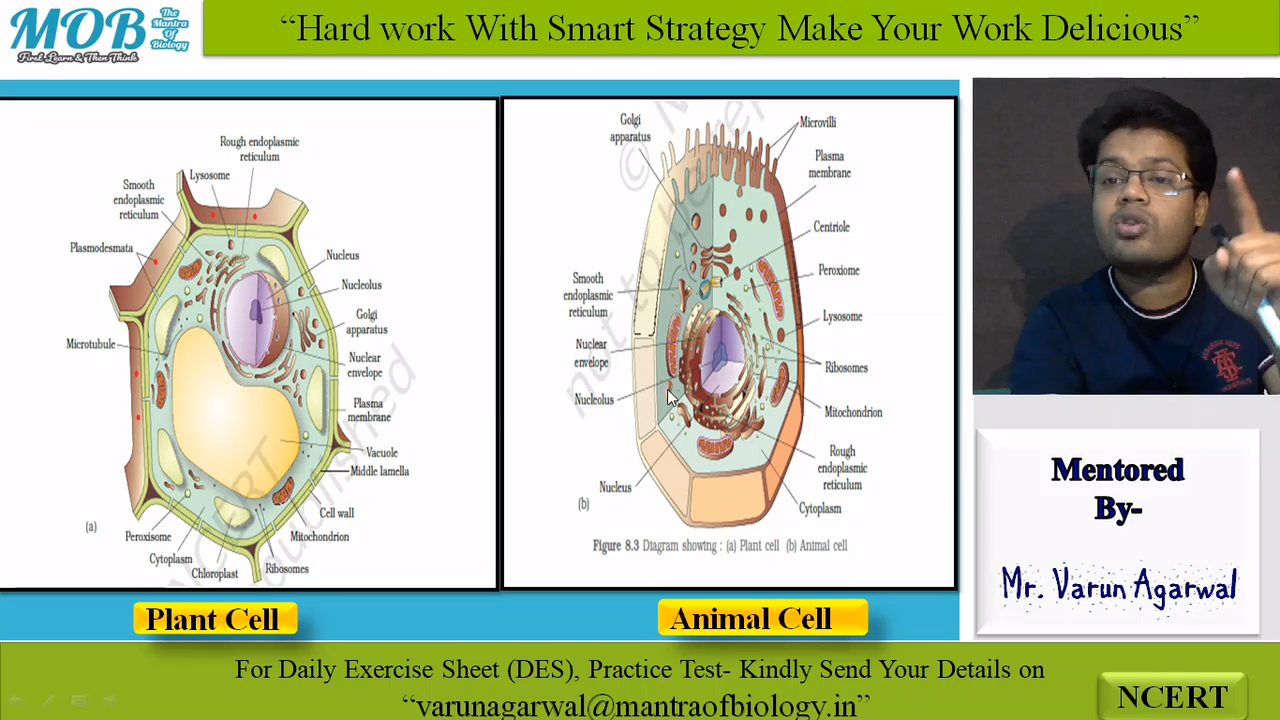 MOB
The
Mantra
Of
Biology
First Learn & Then Think
“Hard work With Smart Strategy Make Your Work Delicious”
Rough endoplasmic
reticulum
Lysosome
Smooth
endoplasmic
reticulum
Plasmodesmata
Nucleus
Nucleolus
Golgi
apparatus
Microtubule
Nuclear
envelope
Plasma
membrane
Vacuole
Middle lamella
Cell wall
(a)
Peroxisome
Mitochondrion
Cytoplasm
Ribosomes
Chloroplast
NCERT
published
Golgi
apparatus
Microvilli
Plasma
membrane
Centriole
Peroxiome
Smooth
endoplasmic
reticulum
Lysosome
Nuclear
envelope
Ribosomes
Nucleolus
Mitochondrion
Rough
endoplasmic
reticulum
Nucleus
(b)
Cytoplasm
not to be
Figure 8.3 Diagram showing : (a) Plant cell (b) Animal cell
Plant Cell
Animal Cell
Mentored
By-
Mr. Varun Agarwal
For Daily Exercise Sheet (DES), Practice Test- Kindly Send Your Details on
“varunagarwal@mantraofbiology.in”
NCERT